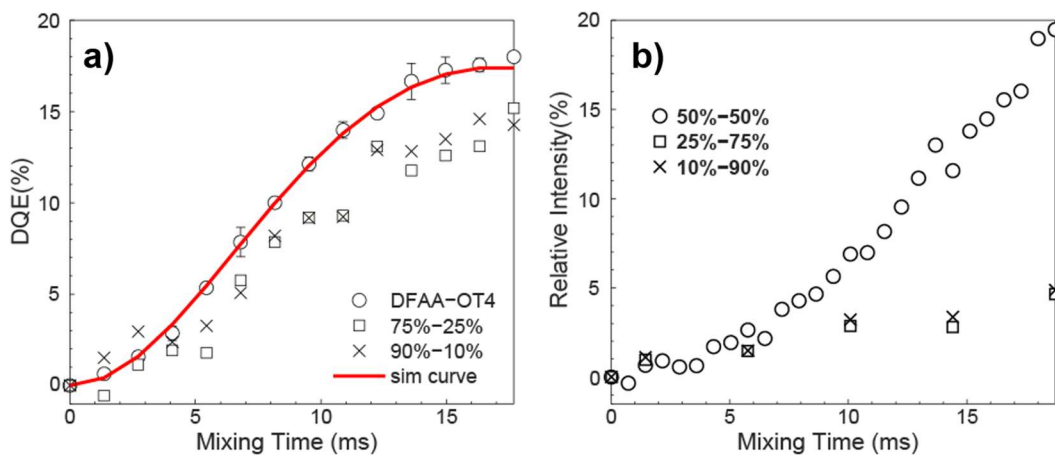 a)
20
15
10
5
0
DQE(%)
DFAA−OT4
75%−25%
90%−10%
sim curve
0
5
10
15
Mixing Time (ms)
b)
20
15
10
5
0
Relative Intensity(%)
50%−50%
25%−75%
10%−90%
0
5
10
15
Mixing Time (ms)